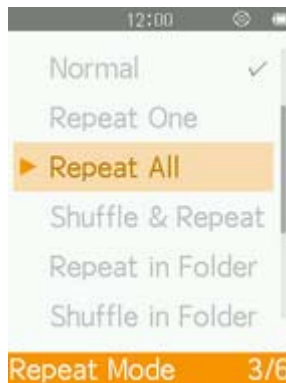 12:00
Normal
Repeat One
Repeat All
Shuffle & Repeat
Repeat in Folder
Shuffle in Folder
Repeat Mode 3/6